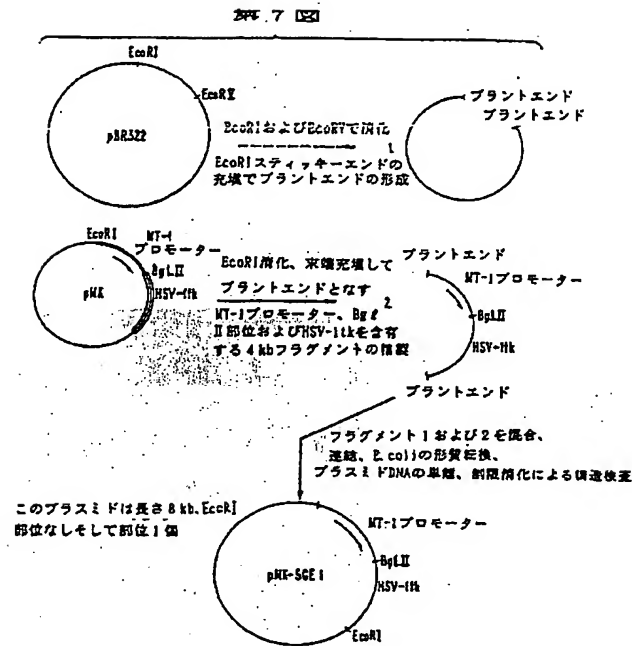 第 7 図
EcoRI
EcoRV
pBR322
EcoRIおよびEcoRVで消化
1
EcoRIスティッキーエンドの
充填でブラントエンドの形成
ブラントエンド
ブラントエンド
EcoRI
MT-1
プロモーター
BglII
pMK
HSV-1tk
EcoRI消化、末端充填して
ブラントエンドとなす
2
MT-1プロモーター、Bgl
II部位およびHSV-1tkを含有
する4 kbフラグメントの精製
ブラントエンド
MT-1プロモーター
BglII
HSV-1tk
ブラントエンド
フラグメント1および2を混合、
連結、E.coliの形質転換、
プラスミドDNAの単離、制限消化による構造検査
このプラスミドは長さ8 kb、EcoRI
部位なしそして部位1個
MT-1プロモーター
BglII
HSV-1tk
pMK-SGE1
EcoRI